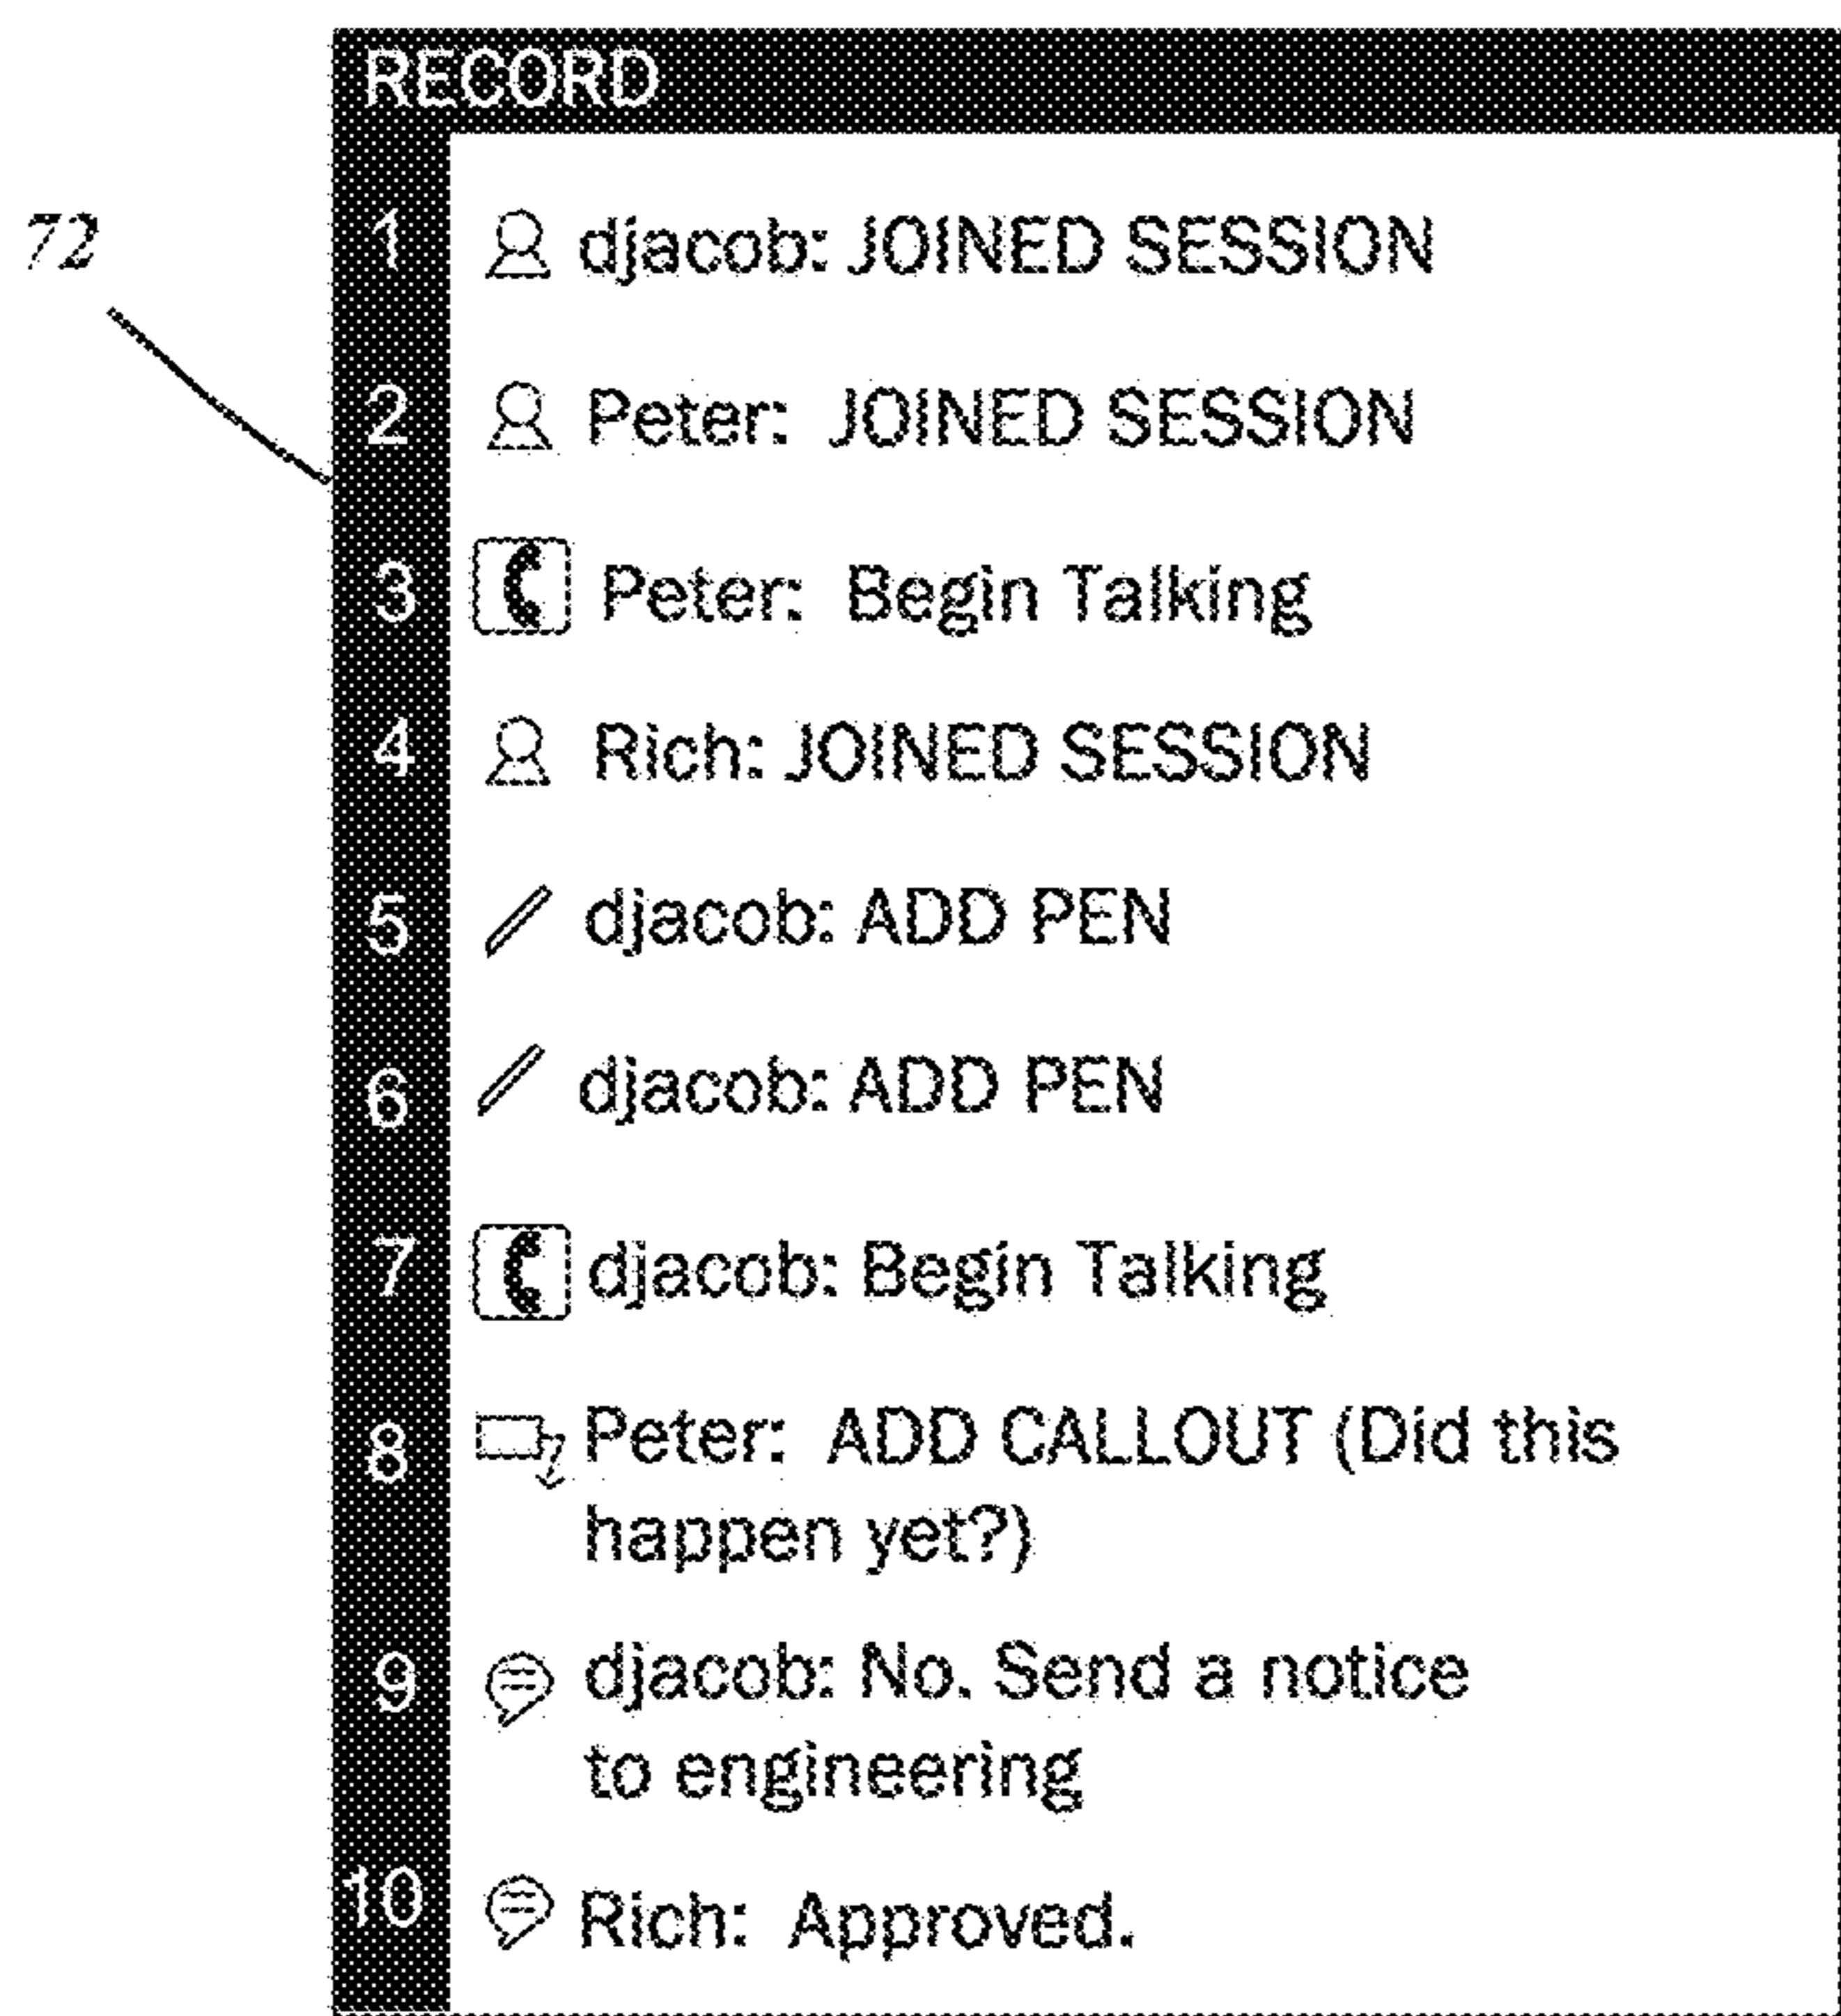 RECORD
72
1 djacob: JOINED SESSION
2 Peter: JOINED SESSION
3 Peter: Begin Talking
4 Rich: JOINED SESSION
5 djacob: ADD PEN
6 djacob: ADD PEN
7 djacob: Begin Talking
8 Peter: ADD CALLOUT (Did this
happen yet?)
9 djacob: No. Send a notice
to engineering
10 Rich: Approved.